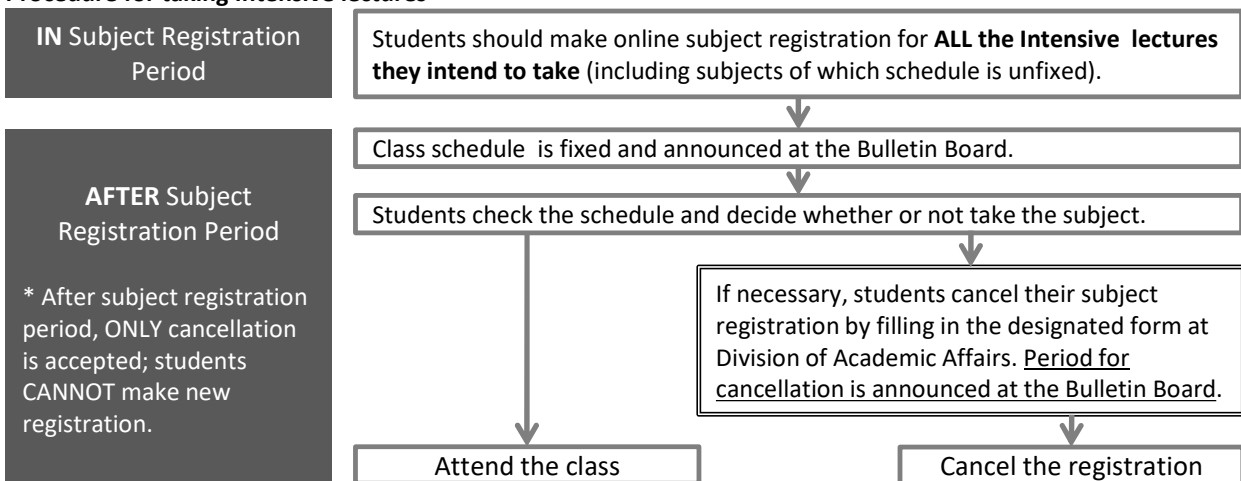 Procedure for taking intensive lectures
IN Subject Registration
Period
Students should make online subject registration for ALL the Intensive lectures
they intend to take (including subjects of which schedule is unfixed).
Class schedule is fixed and announced at the Bulletin Board.
AFTER Subject
Registration Period
* After subject registration
period, ONLY cancellation
is accepted; students
CANNOT make new
registration.
Students check the schedule and decide whether or not take the subject.
If necessary, students cancel their subject
registration by filling in the designated form at
Division of Academic Affairs. Period for
cancellation is announced at the Bulletin Board.
Attend the class
Cancel the registration